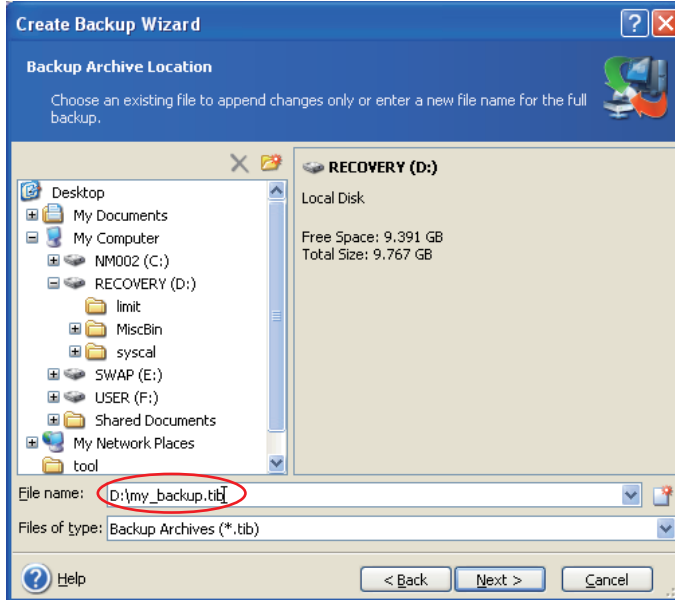 Create Backup Wizard
Backup Archive Location
Choose an existing file to append changes only or enter a new file name for the full
backup.
Desktop
My Documents
My Computer
NM002 (C:)
RECOVERY (D:)
limit
MiscBin
syscal
SWAP (E:)
USER (F:)
Shared Documents
My Network Places
tool
RECOVERY (D:)
Local Disk
Free Space: 9.391 GB
Total Size: 9.767 GB
File name: D:\my_backup.tib
Files of type: Backup Archives (*.tib)
Help < Back Next > Cancel